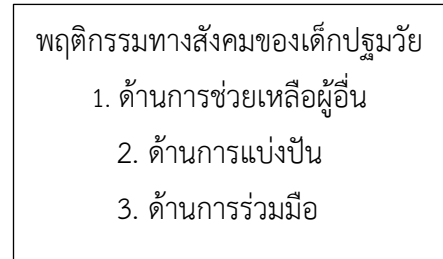 พฤติกรรมทางสังคมของเด็กปฐมวัย
1. ด้านการช่วยเหลือผู้อื่น
2. ด้านการแบ่งปัน
3. ด้านการร่วมมือ